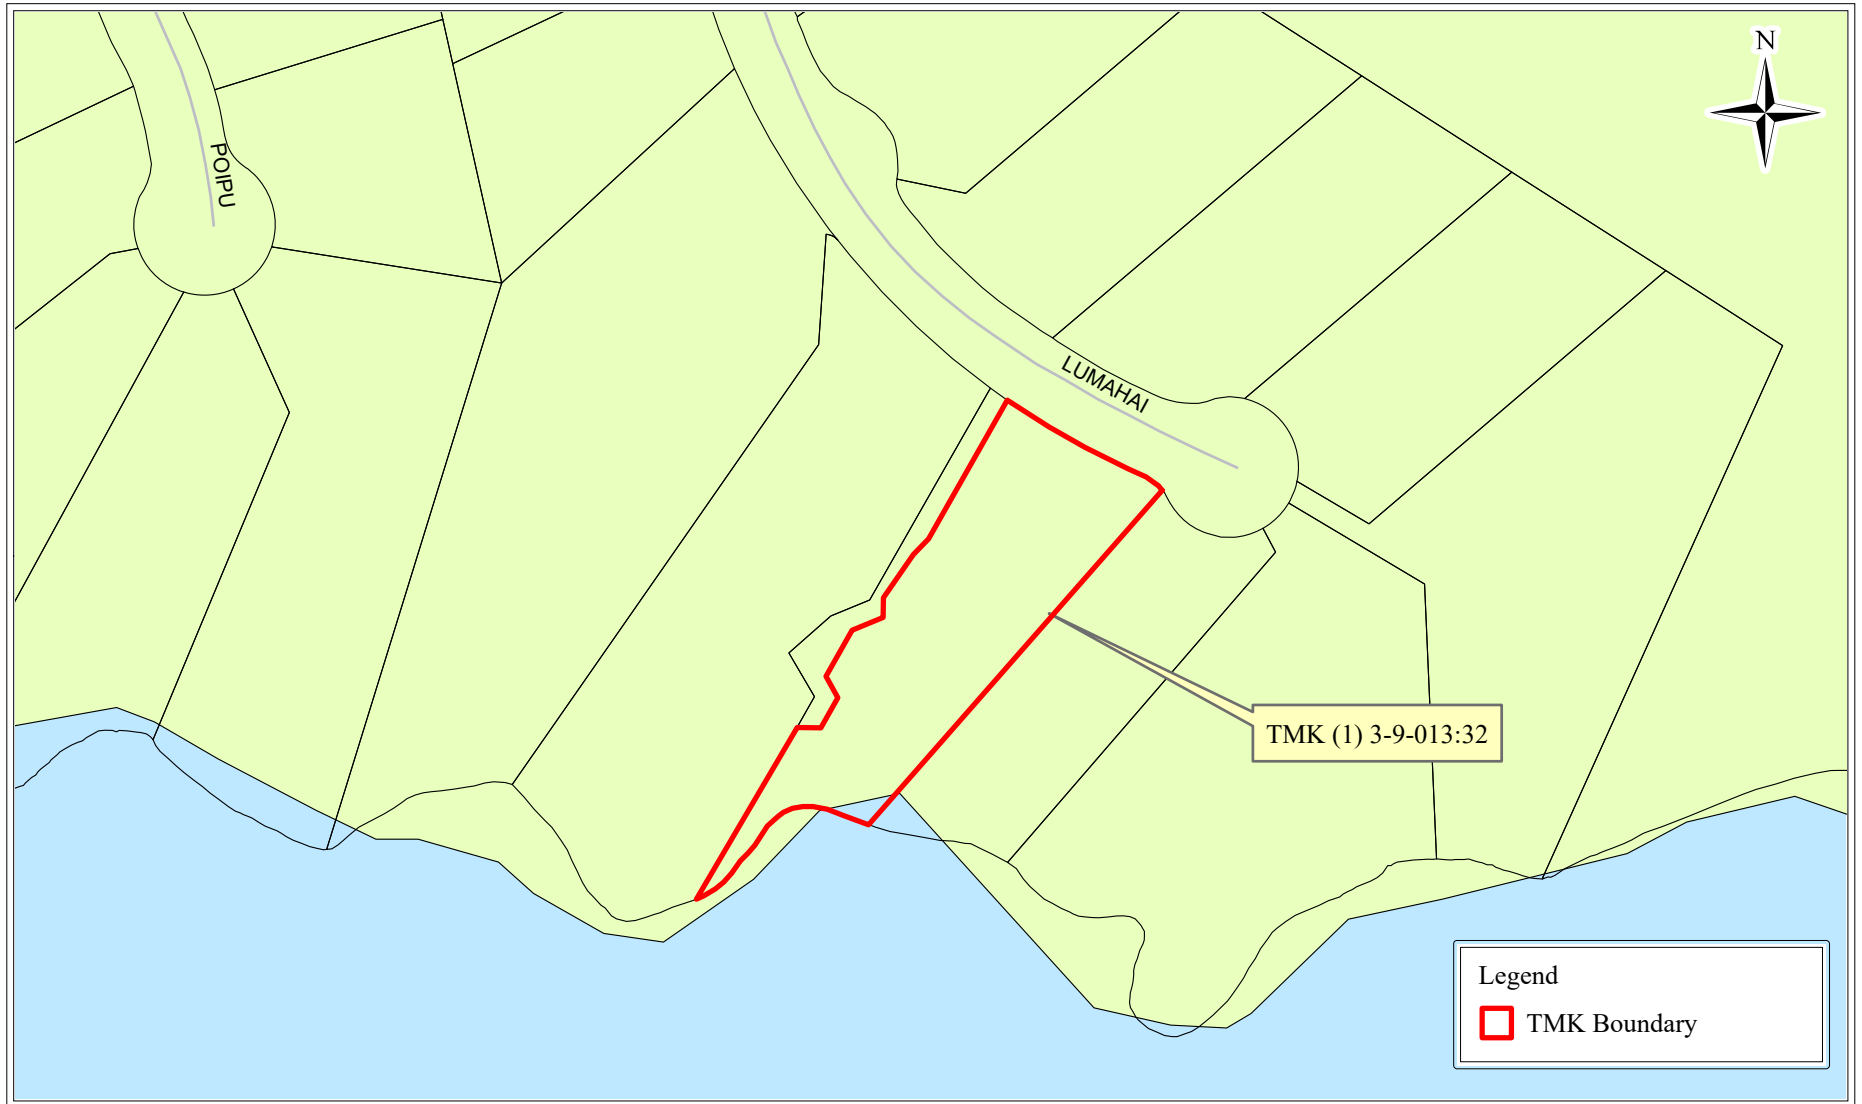 N
POIPU
LUMAHAI
TMK (1) 3-9-013:32
Legend
TMK Boundary